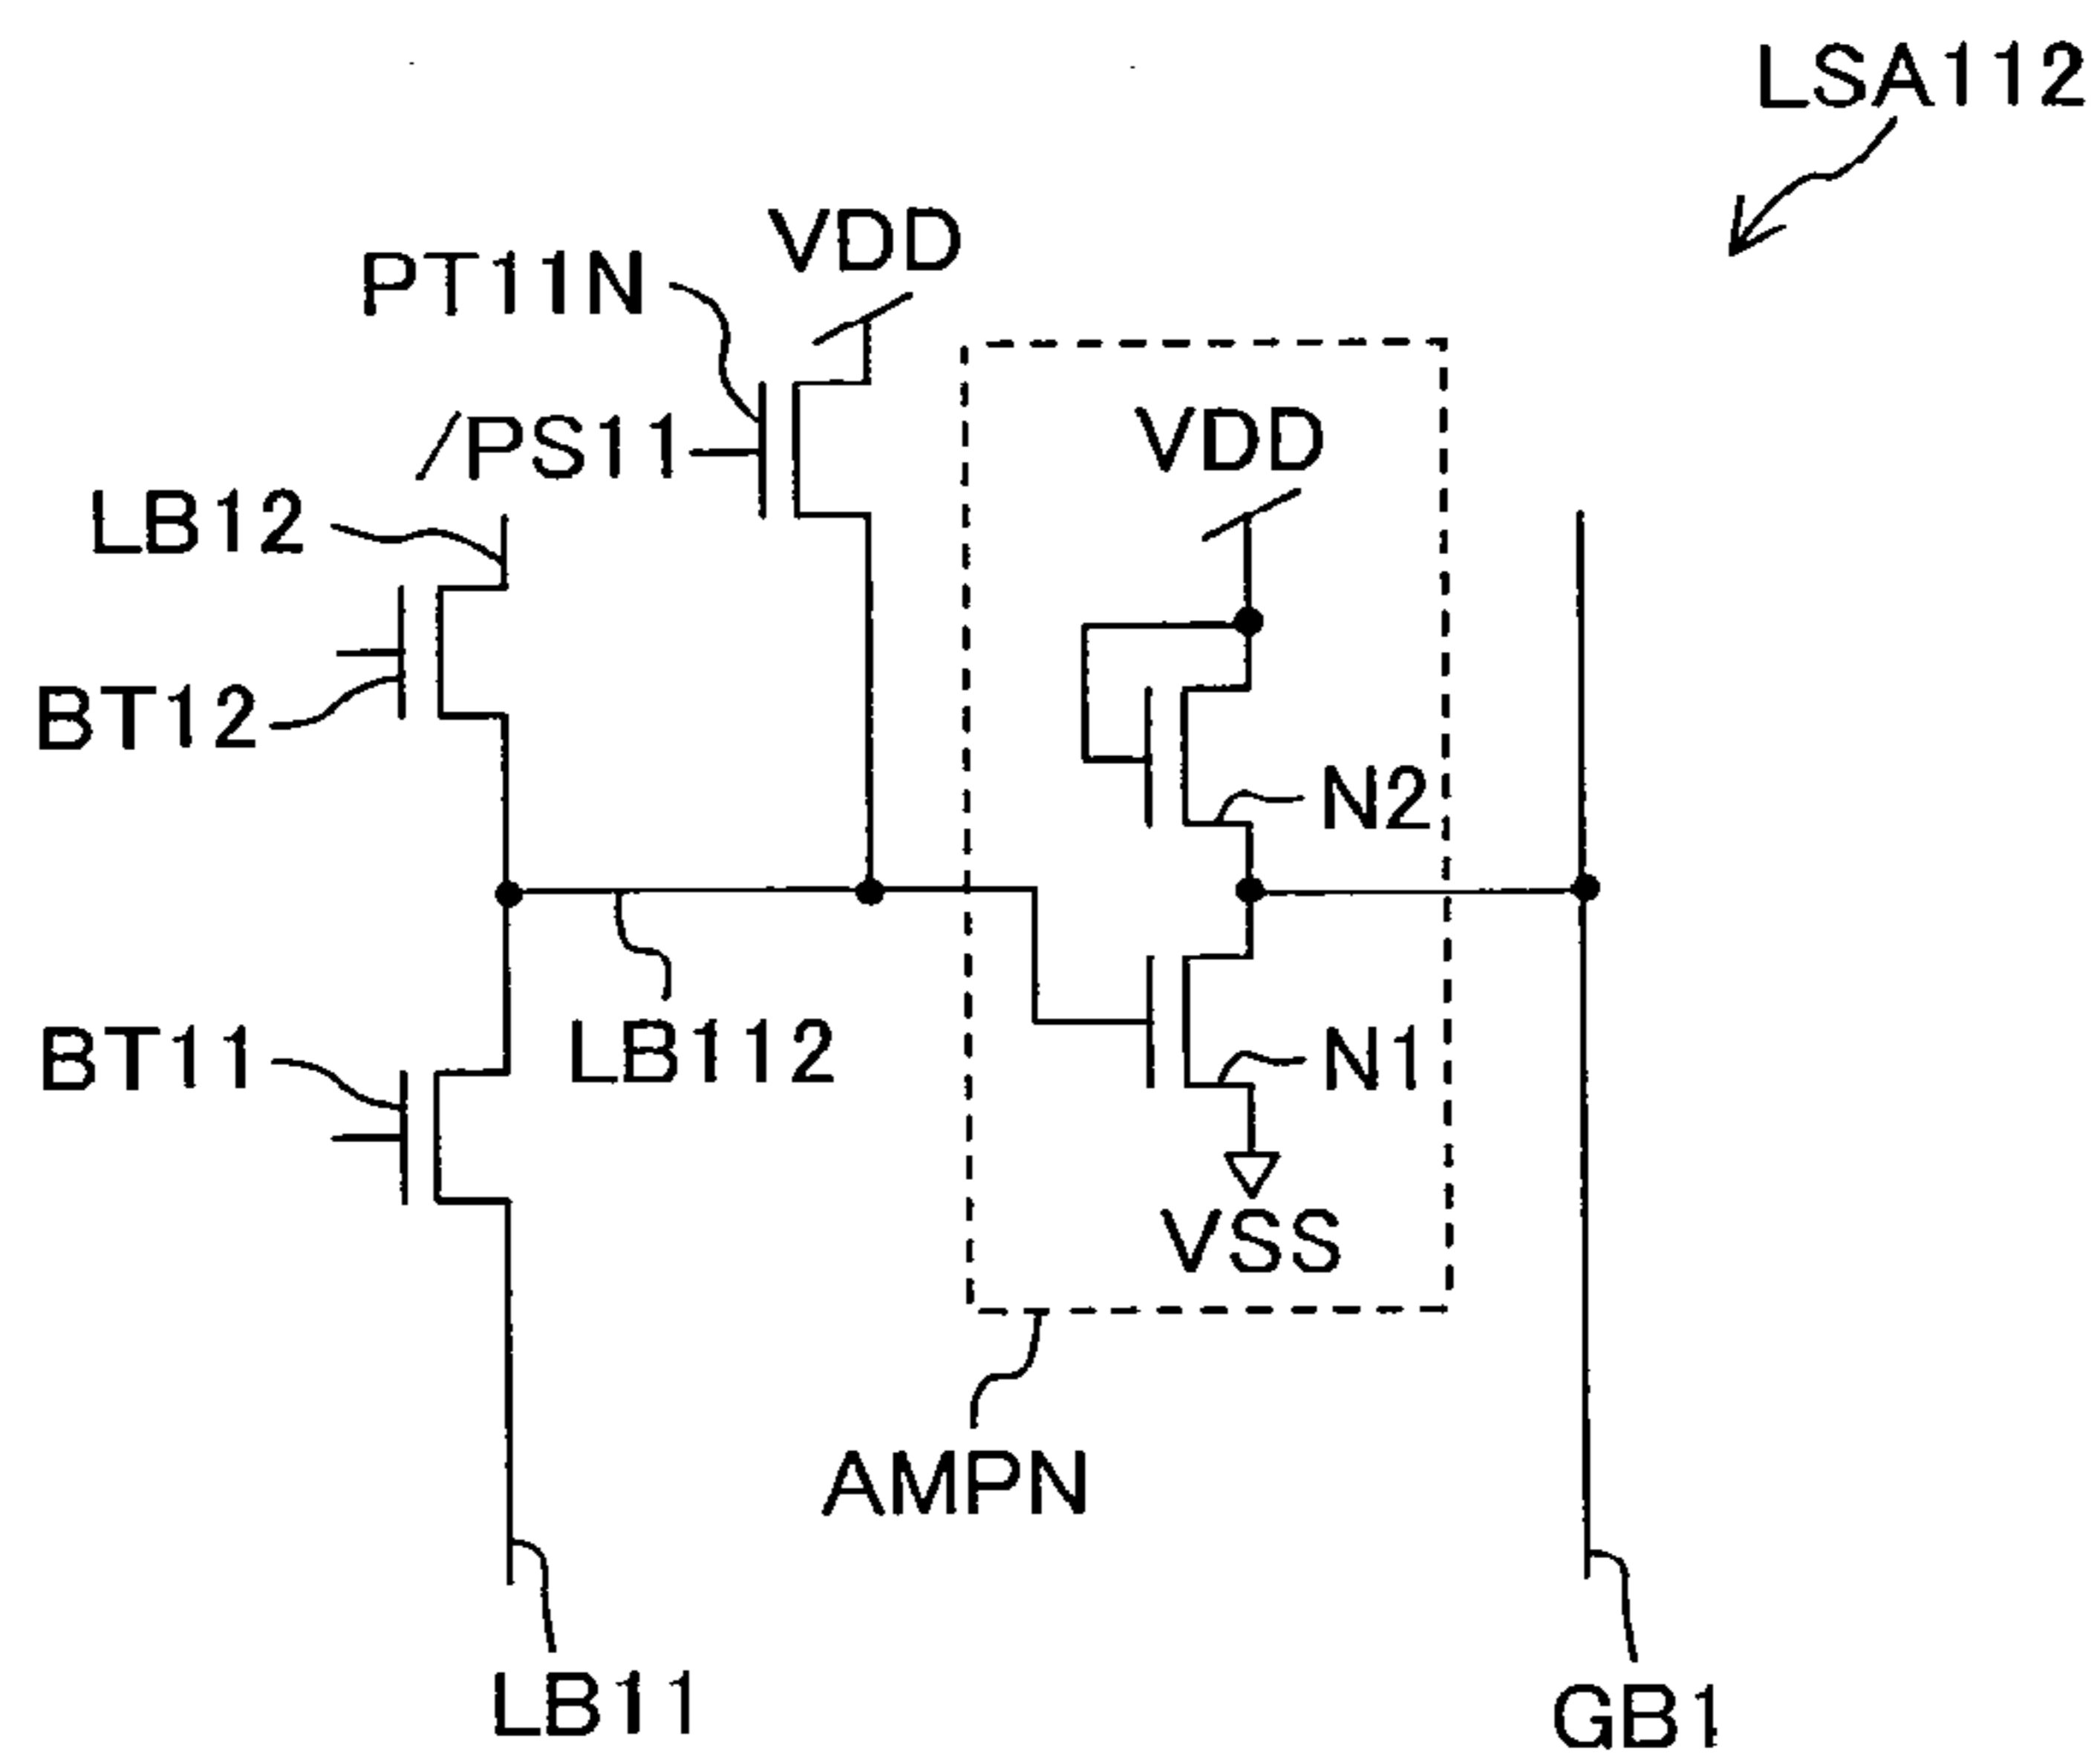 LSA112
VDD
PT11N
/PS11
VDD
LB12
BT12
N2
BT11
LB112
N1
VSS
AMPN
LB11
GB1